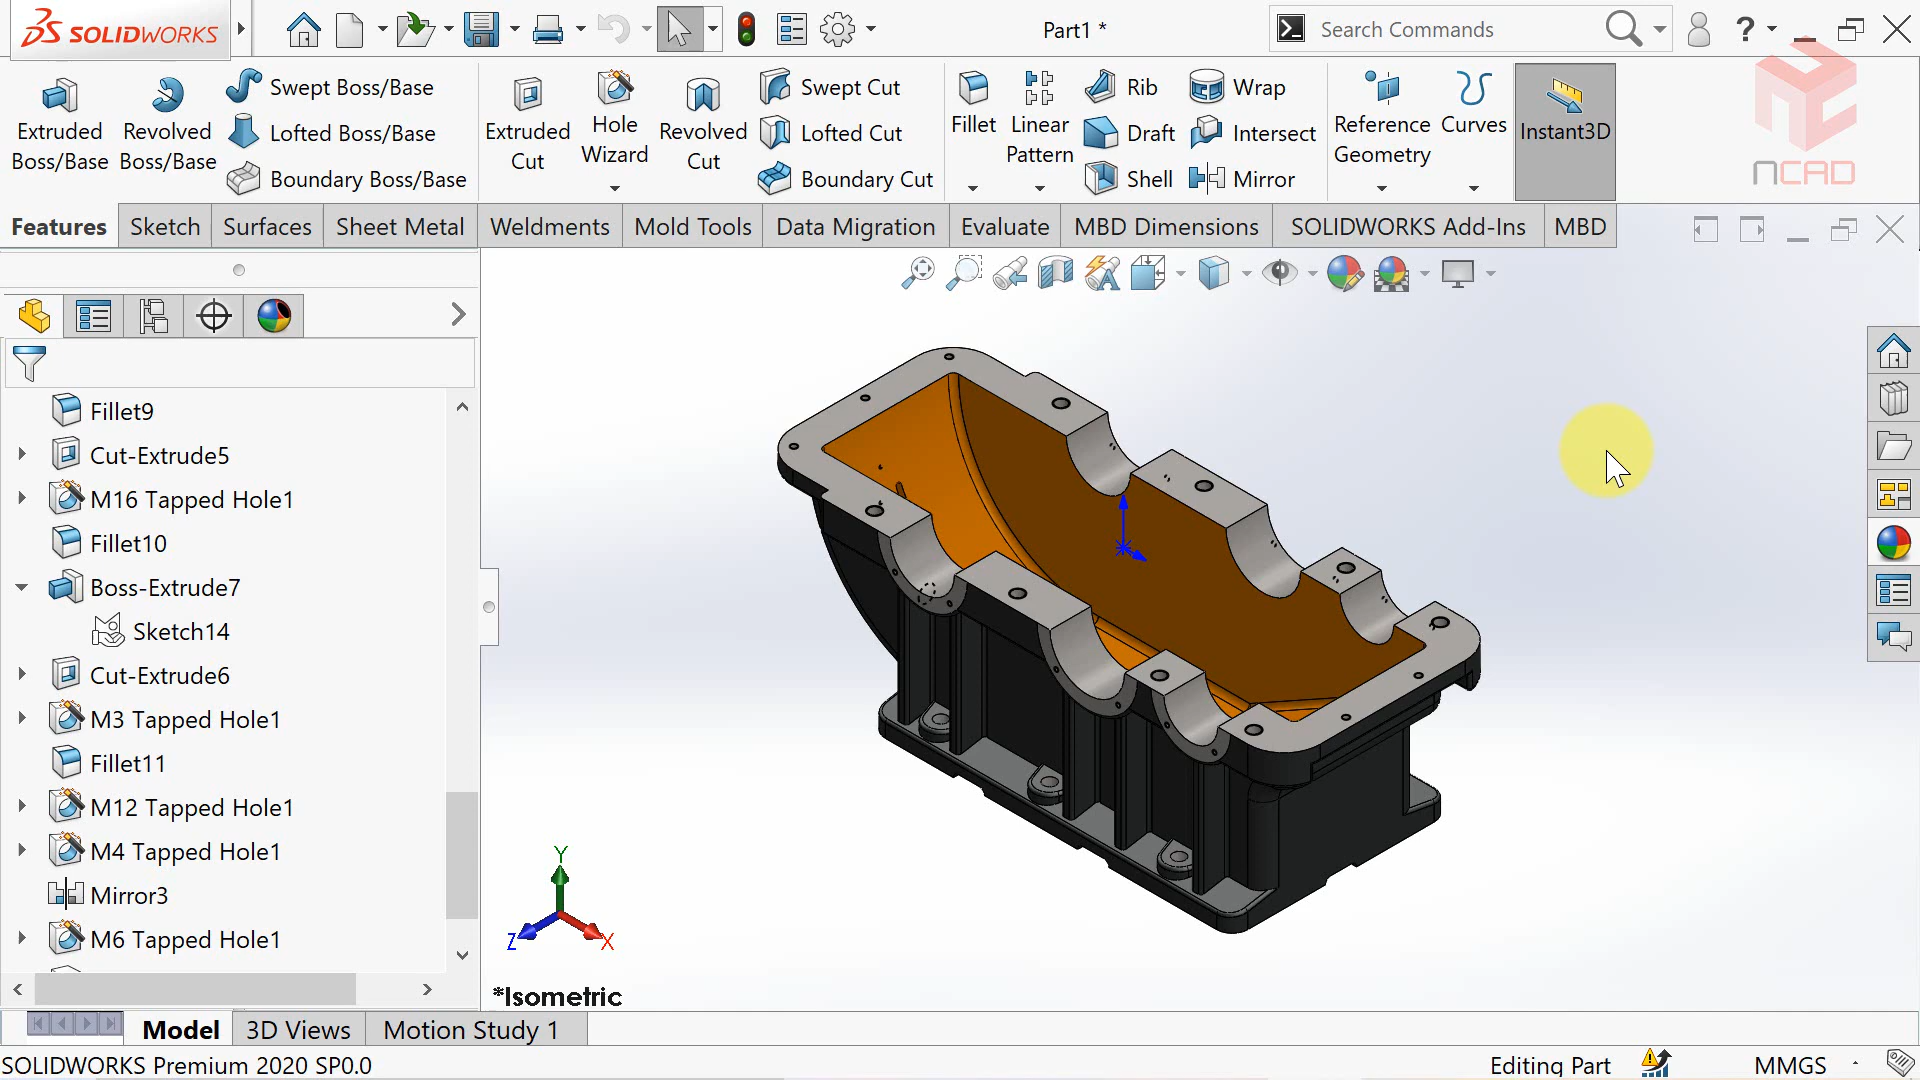 SOLIDWORKS
Part1 *
Search Commands
?
Extruded Boss/Base
Revolved Boss/Base
Swept Boss/Base
Lofted Boss/Base
Boundary Boss/Base
Extruded Cut
Hole Wizard
Revolved Cut
Swept Cut
Lofted Cut
Boundary Cut
Fillet
Linear Pattern
Rib
Draft
Shell
Wrap
Intersect
Mirror
Reference Geometry
Curves
Instant3D
NCAD
Features
Sketch
Surfaces
Sheet Metal
Weldments
Mold Tools
Data Migration
Evaluate
MBD Dimensions
SOLIDWORKS Add-Ins
MBD
Fillet9
Cut-Extrude5
M16 Tapped Hole1
Fillet10
Boss-Extrude7
Sketch14
Cut-Extrude6
M3 Tapped Hole1
Fillet11
M12 Tapped Hole1
M4 Tapped Hole1
Mirror3
M6 Tapped Hole1
Y
Z
X
*Isometric
Model
3D Views
Motion Study 1
SOLIDWORKS Premium 2020 SP0.0
Editing Part
MMGS